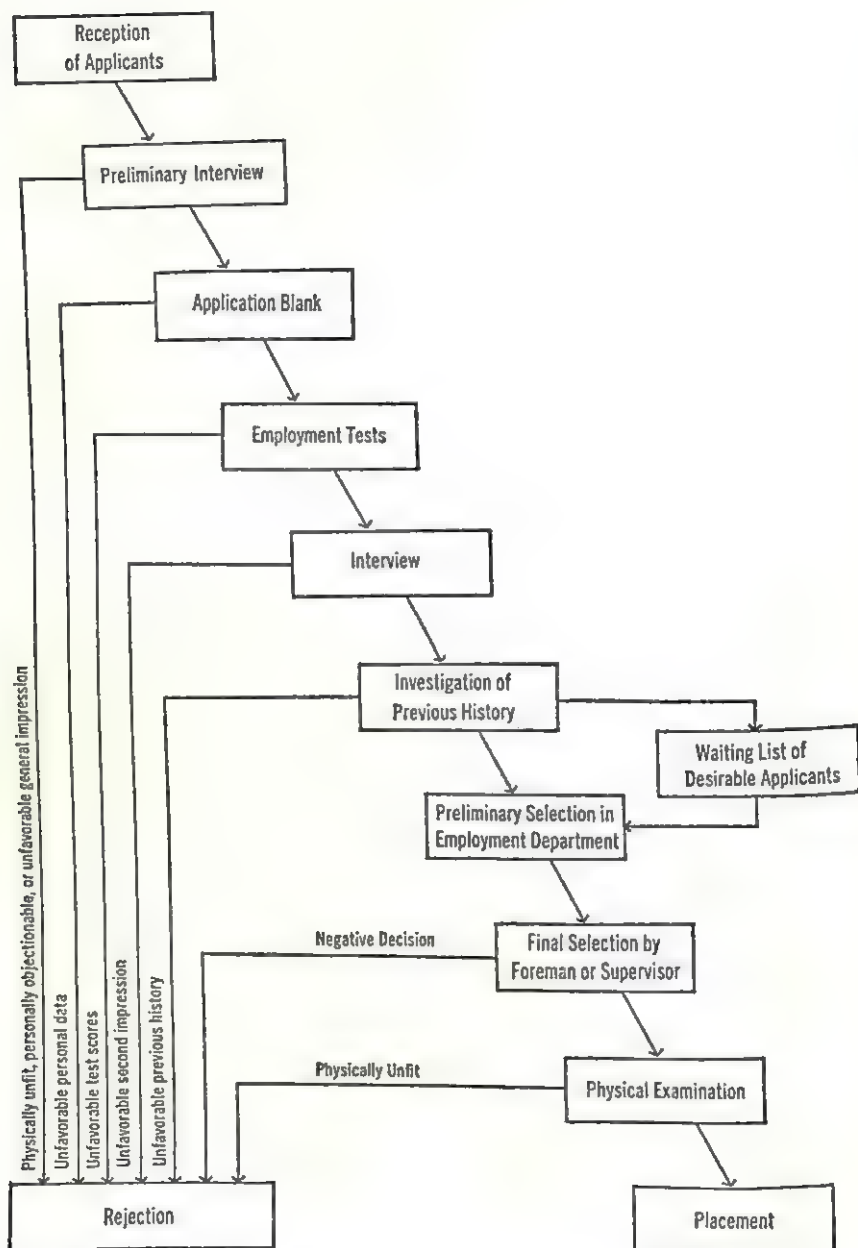 Reception
of Applicants
Preliminary Interview
Application Blank
Employment Tests
Interview
Investigation of
Previous History
Waiting List of
Desirable Applicants
Preliminary Selection in
Employment Department
Final Selection by
Foreman or Supervisor
Negative Decision
Physical Examination
Physically Unfit
Physically unfit, personally objectionable, or unfavorable general impression
Unfavorable personal data
Unfavorable test scores
Unfavorable second impression
Unfavorable previous history
Rejection
Placement